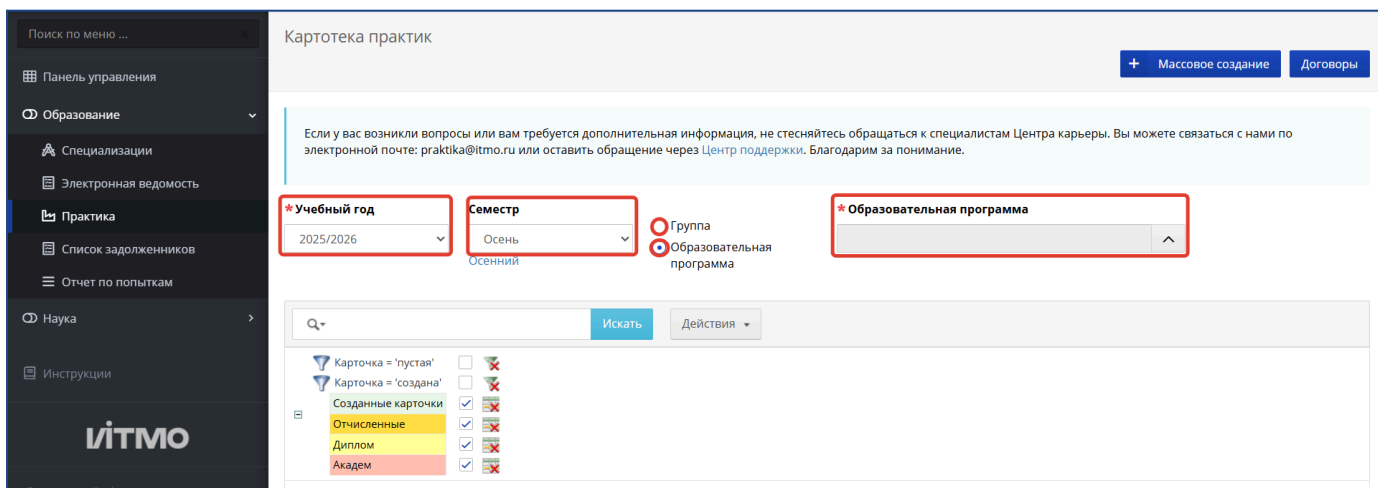 Поиск по меню ...
Картотека практик
+ Массовое создание
Договоры
Панель управления
Образование
Если у вас возникли вопросы или вам требуется дополнительная информация, не стесняйтесь обращаться к специалистам Центра карьеры. Вы можете связаться с нами по
электронной почте: praktika@itmo.ru или оставить обращение через Центр поддержки. Благодарим за понимание.
Специализации
Электронная ведомость
Практика
Список задолженников
Отчет по попыткам
Наука
Инструкции
ИТМО
* Учебный год
2025/2026
Семестр
Осень
Осенний
Группа
Образовательная
программа
* Образовательная программа
Искать
Действия
Карточка = 'пустая'
Карточка = 'создана'
Созданные карточки
Отчисленные
Диплом
Академ